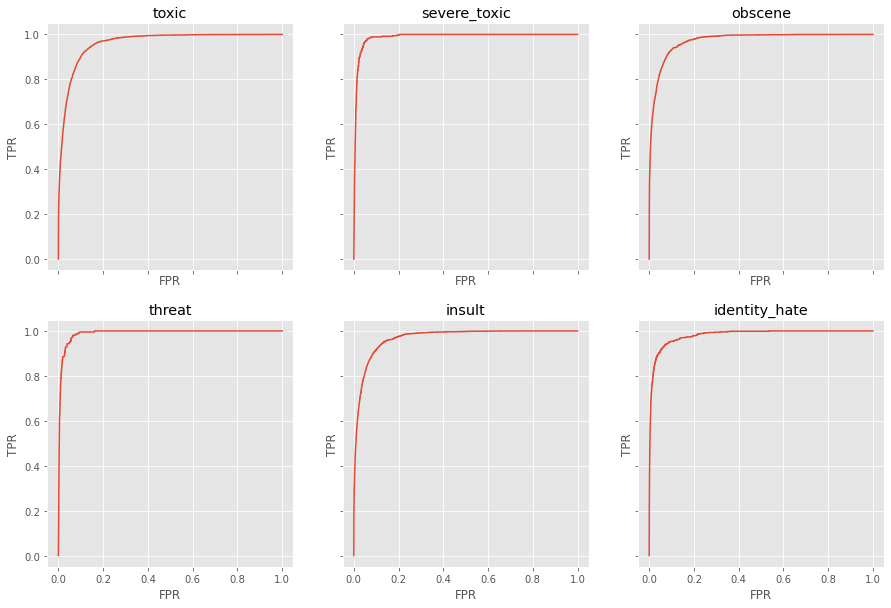 toxic
severe_toxic
obscene
1.0
0.8
0.6
0.4
0.2
0.0
TPR
TPR
TPR
FPR
FPR
FPR
threat
insult
identity_hate
1.0
0.8
0.6
0.4
0.2
0.0
TPR
TPR
TPR
0.0 0.2 0.4 0.6 0.8 1.0
0.0 0.2 0.4 0.6 0.8 1.0
0.0 0.2 0.4 0.6 0.8 1.0
FPR
FPR
FPR